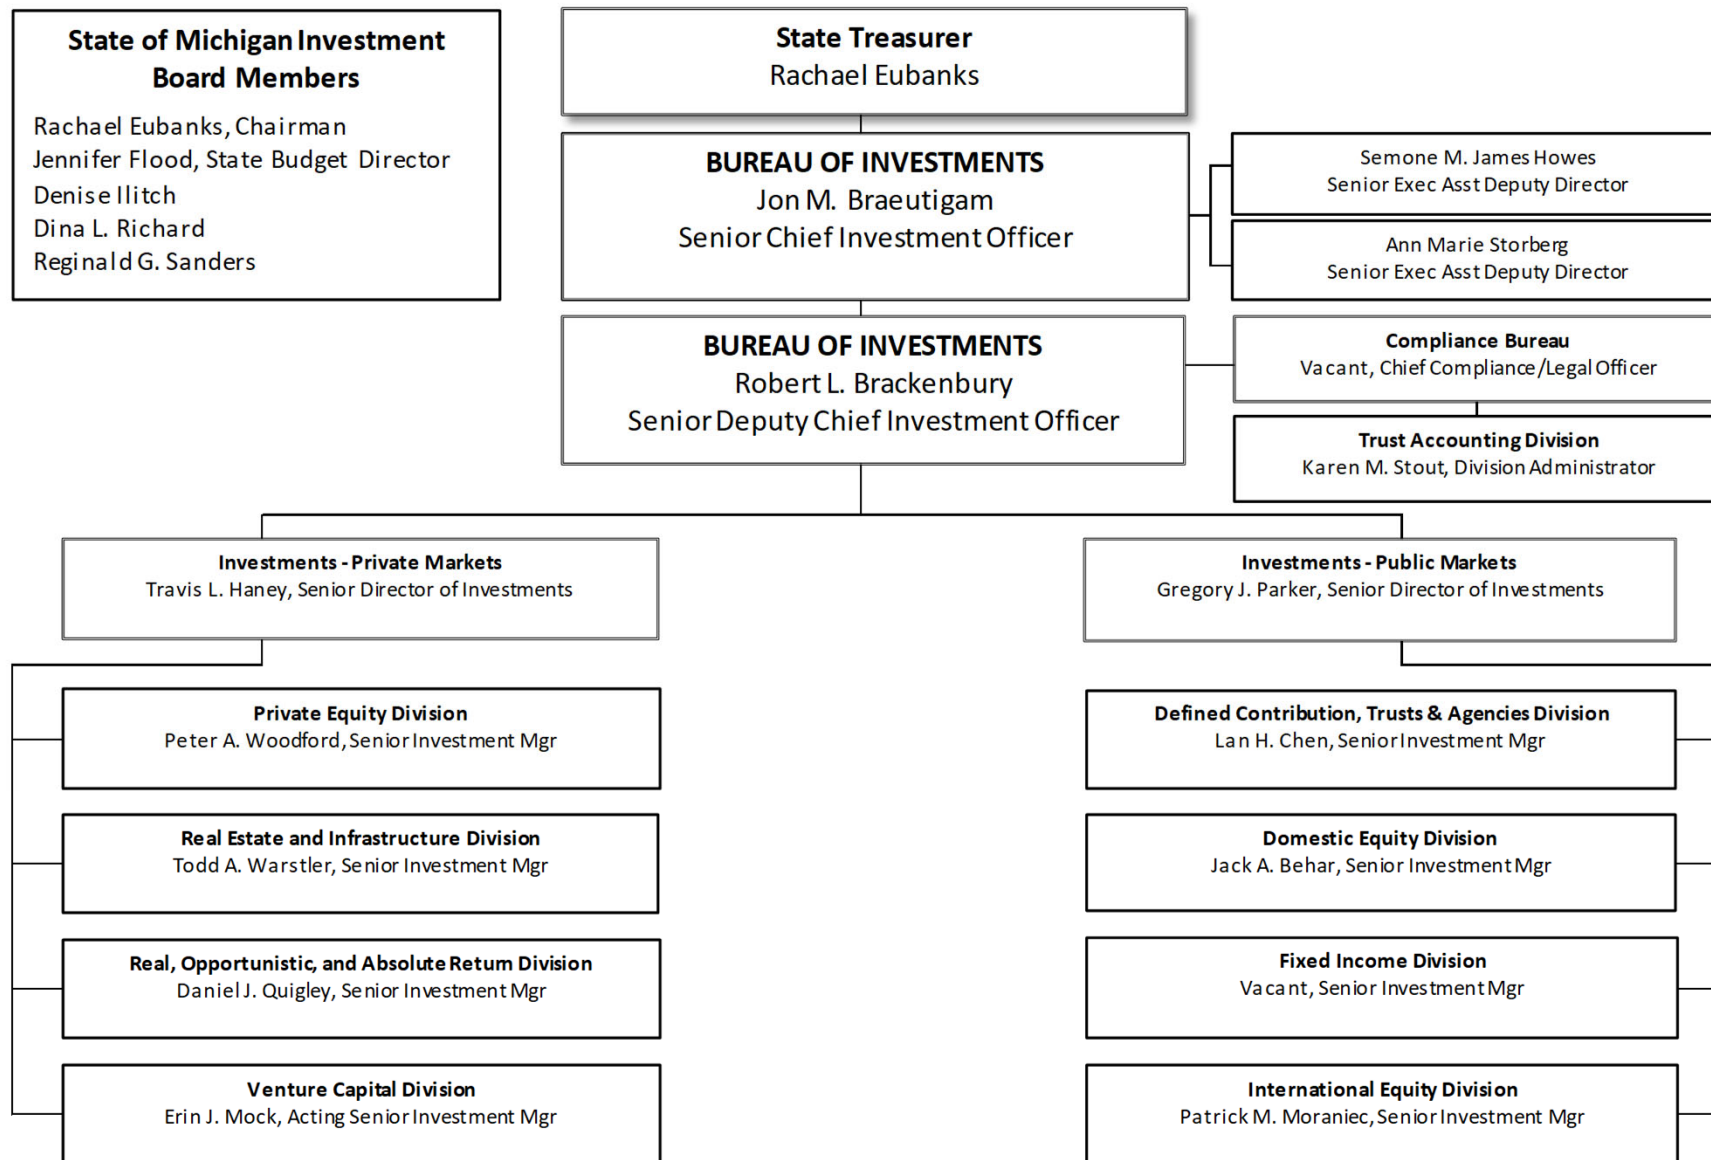 State of Michigan Investment
Board Members
Rachael Eubanks, Chairman
Jennifer Flood, State Budget Director
Denise Ilitch
Dina L. Richard
Reginald G. Sanders
State Treasurer
Rachael Eubanks
BUREAU OF INVESTMENTS
Jon M. Braeutigam
Senior Chief Investment Officer
Semone M. James Howes
Senior Exec Asst Deputy Director
Ann Marie Storberg
Senior Exec Asst Deputy Director
BUREAU OF INVESTMENTS
Robert L. Brackenbury
Senior Deputy Chief Investment Officer
Compliance Bureau
Vacant, Chief Compliance/Legal Officer
Trust Accounting Division
Karen M. Stout, Division Administrator
Investments - Private Markets
Travis L. Haney, Senior Director of Investments
Investments - Public Markets
Gregory J. Parker, Senior Director of Investments
Private Equity Division
Peter A. Woodford, Senior Investment Mgr
Real Estate and Infrastructure Division
Todd A. Warstler, Senior Investment Mgr
Real, Opportunistic, and Absolute Return Division
Daniel J. Quigley, Senior Investment Mgr
Venture Capital Division
Erin J. Mock, Acting Senior Investment Mgr
Defined Contribution, Trusts & Agencies Division
Lan H. Chen, Senior Investment Mgr
Domestic Equity Division
Jack A. Behar, Senior Investment Mgr
Fixed Income Division
Vacant, Senior Investment Mgr
International Equity Division
Patrick M. Moraniec, Senior Investment Mgr